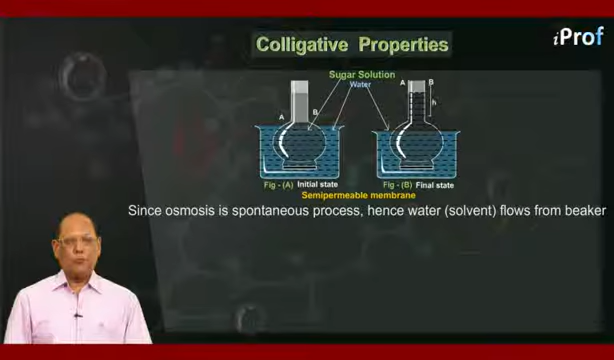 Colligative Properties
iProf
Sugar Solution
Water
A
B
A
B
h
Fig - (A) Initial state
Fig - (B) Final state
Semipermeable membrane
Since osmosis is spontaneous process, hence water (solvent) flows from beaker